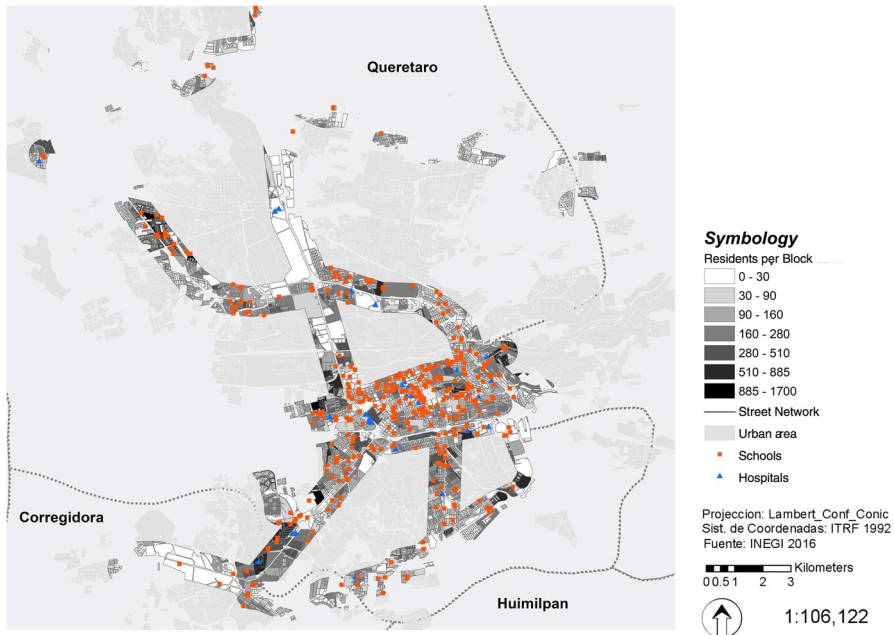 Queretaro
Corregidora
Huimilpan
Symbology
Residents per Block
0 - 30
30 - 90
90 - 160
160 - 280
280 - 510
510 - 885
885 - 1700
Street Network
Urban area
Schools
Hospitals
Projeccion: Lambert_Conf_Conic
Sist. de Coordenadas: ITRF 1992
Fuente: INEGI 2016
Kilometers
0 0.5 1 2 3
1:106,122